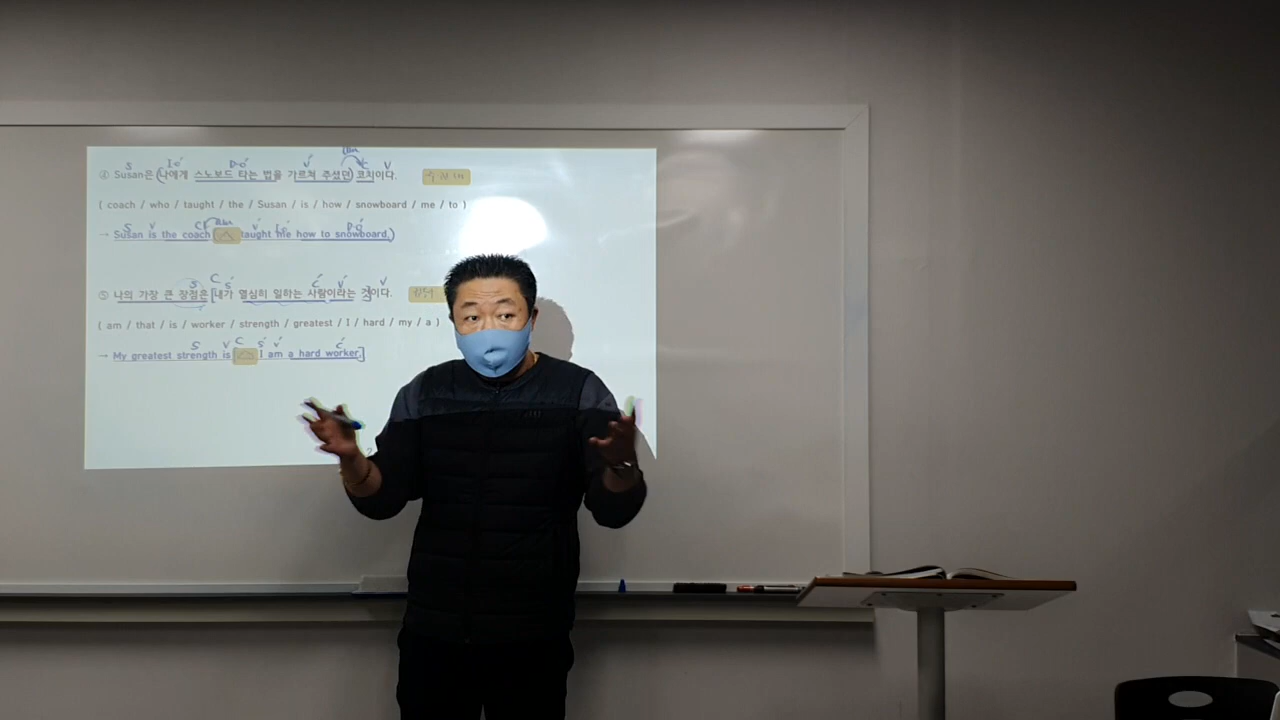 ④ Susan은 (나에게 스노보드 타는 법을 가르쳐 주셨던) 코치이다.
( coach / who / taught / the / Susan / is / how / snowboard / me / to )
→ Susan is the coach ( taught me how to snowboard.)
⑤ 나의 가장 큰 장점은 [내가 열심히 일하는 사람이라는 것]이다.
( am / that / is / worker / strength / greatest / I / hard / my / a )
→ My greatest strength is [ I am a hard worker.]